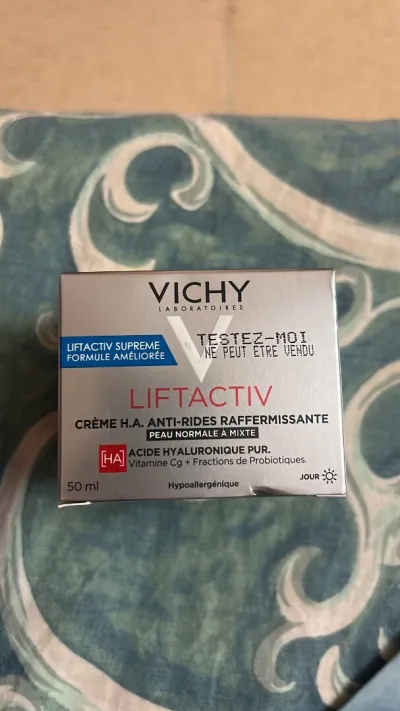 VICHY
LABORATOIRES
LIFTACTIV SUPREME
FORMULE AMÉLIORÉE
TESTEZ-MOI
NE PEUT ETRE VENDU
LIFTACTIV
CRÈME H.A. ANTI-RIDES RAFFERMISSANTE
PEAU NORMALE À MIXTE
[HA] ACIDE HYALURONIQUE PUR.
Vitamine Cg + Fractions de Probiotiques.
50 ml
Hypoallergénique
JOUR